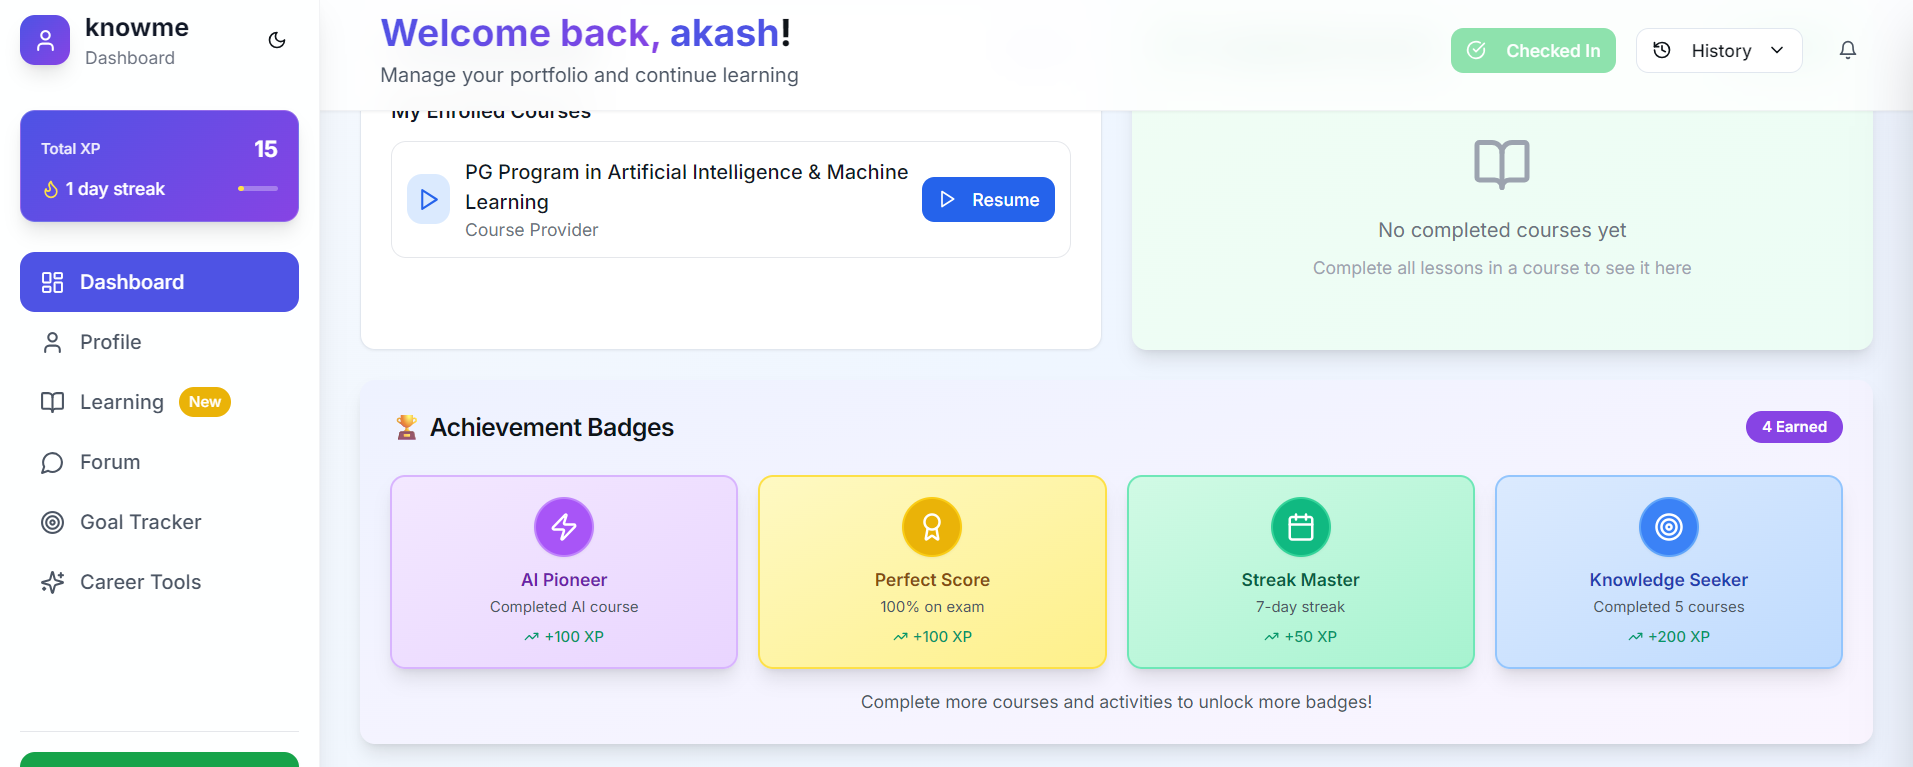 knowme
Dashboard
Total XP
15
1 day streak
Dashboard
Profile
Learning
New
Forum
Goal Tracker
Career Tools
Welcome back, akash!
Manage your portfolio and continue learning
Checked In
History
My Enrolled Courses
PG Program in Artificial Intelligence & Machine
Learning
Course Provider
Resume
No completed courses yet
Complete all lessons in a course to see it here
🏆 Achievement Badges
4 Earned
AI Pioneer
Completed AI course
+100 XP
Perfect Score
100% on exam
+100 XP
Streak Master
7-day streak
+50 XP
Knowledge Seeker
Completed 5 courses
+200 XP
Complete more courses and activities to unlock more badges!